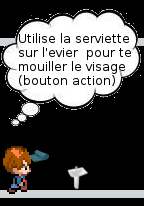 Utilise la serviette
sur l'evier pour te
mouiller le visage
(bouton action)